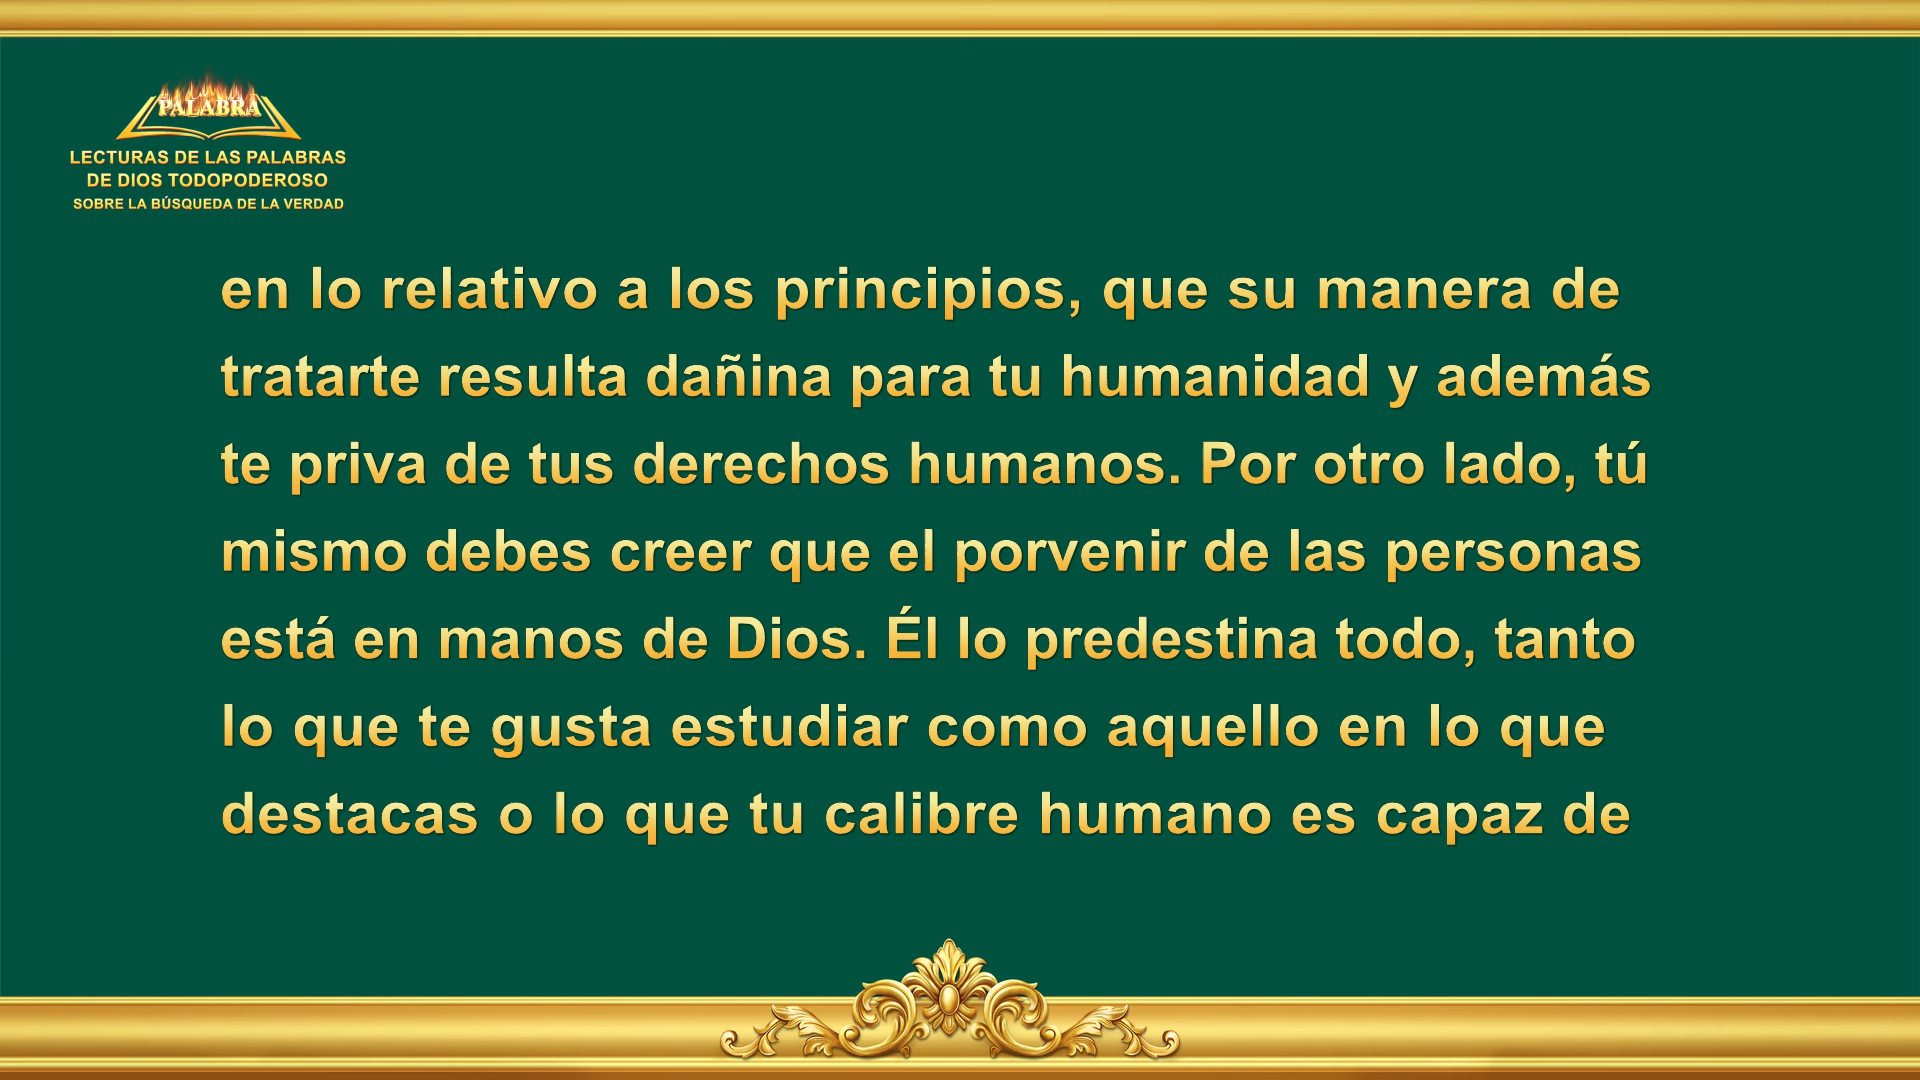 PALABRA
LECTURAS DE LAS PALABRAS
DE DIOS TODOPODEROSO
SOBRE LA BÚSQUEDA DE LA VERDAD
en lo relativo a los principios, que su manera de
tratarte resulta dañina para tu humanidad y además
te priva de tus derechos humanos. Por otro lado, tú
mismo debes creer que el porvenir de las personas
está en manos de Dios. Él lo predestina todo, tanto
lo que te gusta estudiar como aquello en lo que
destacas o lo que tu calibre humano es capaz de